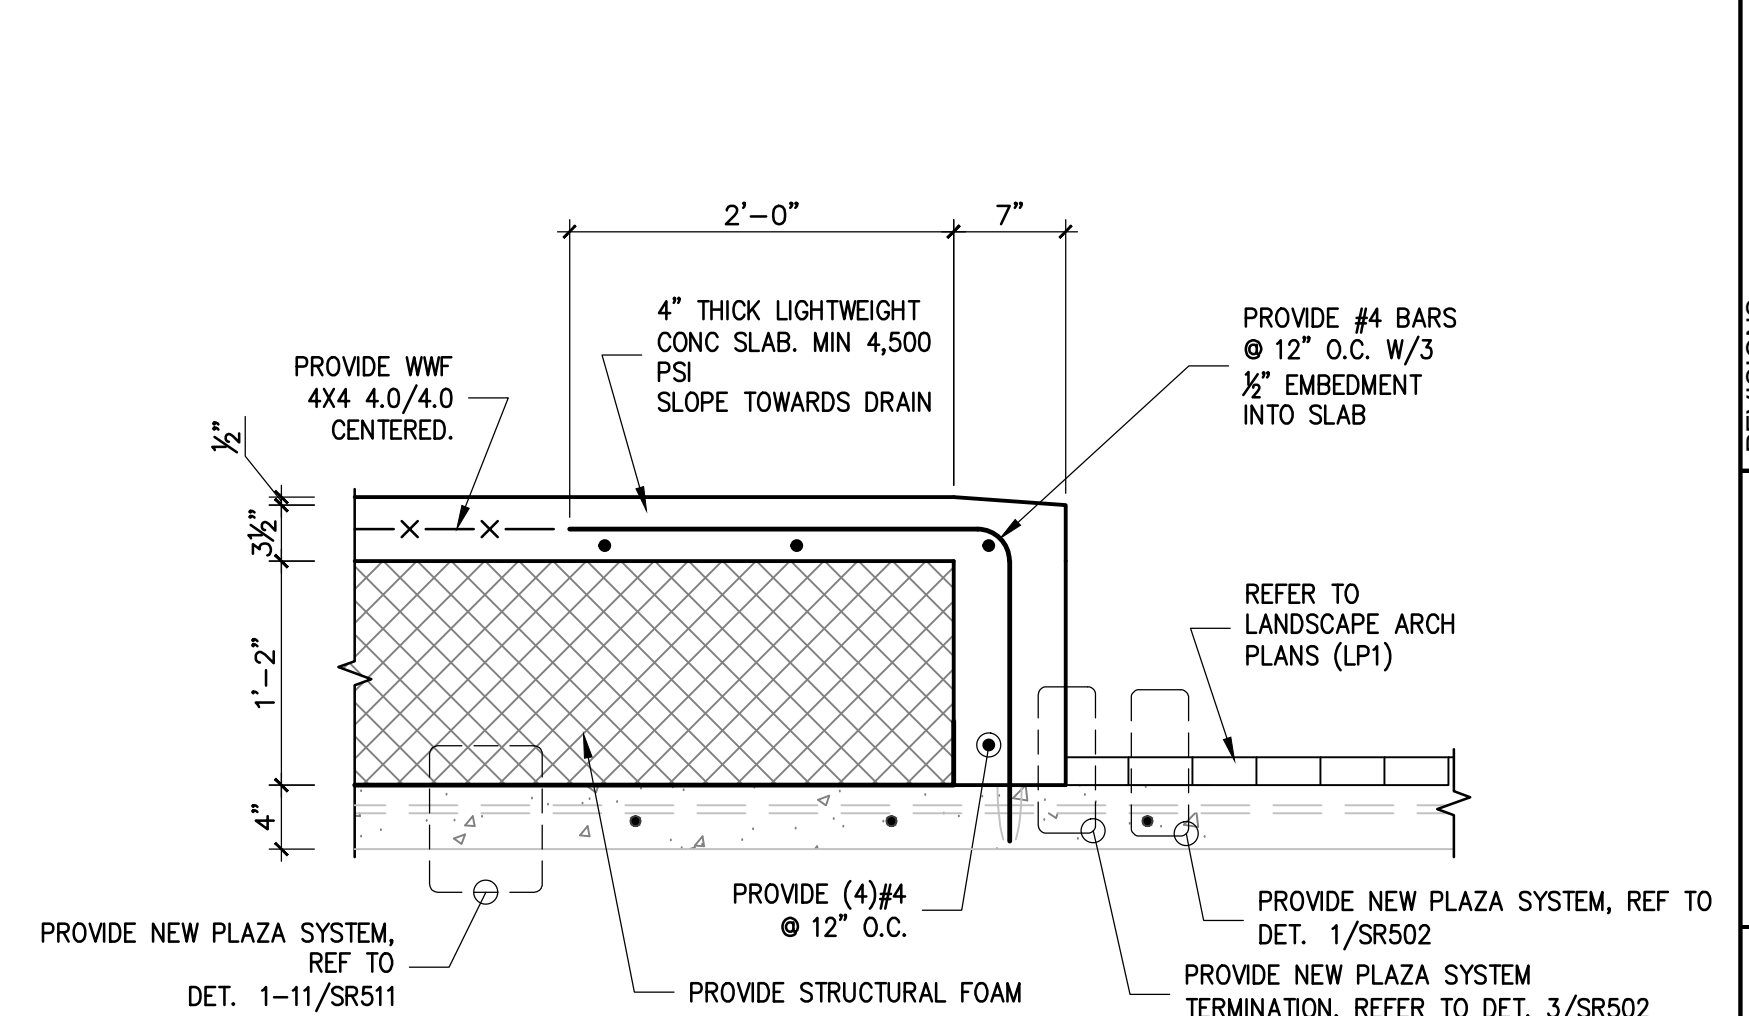 2'-0"
7"
4" THICK LIGHTWEIGHT
CONC SLAB. MIN 4,500
PSI
SLOPE TOWARDS DRAIN
PROVIDE #4 BARS
@ 12" O.C. W/3
½" EMBEDMENT
INTO SLAB
PROVIDE WWF
4X4 4.0/4.0
CENTERED.
½"
3½"
1'-2"
4"
REFER TO
LANDSCAPE ARCH
PLANS (LP1)
PROVIDE (4)#4
@ 12" O.C.
PROVIDE NEW PLAZA SYSTEM,
REF TO
DET. 1-11/SR511
PROVIDE STRUCTURAL FOAM
PROVIDE NEW PLAZA SYSTEM, REF TO
DET. 1/SR502
PROVIDE NEW PLAZA SYSTEM
TERMINATION. REFER TO DET. 3/SR502